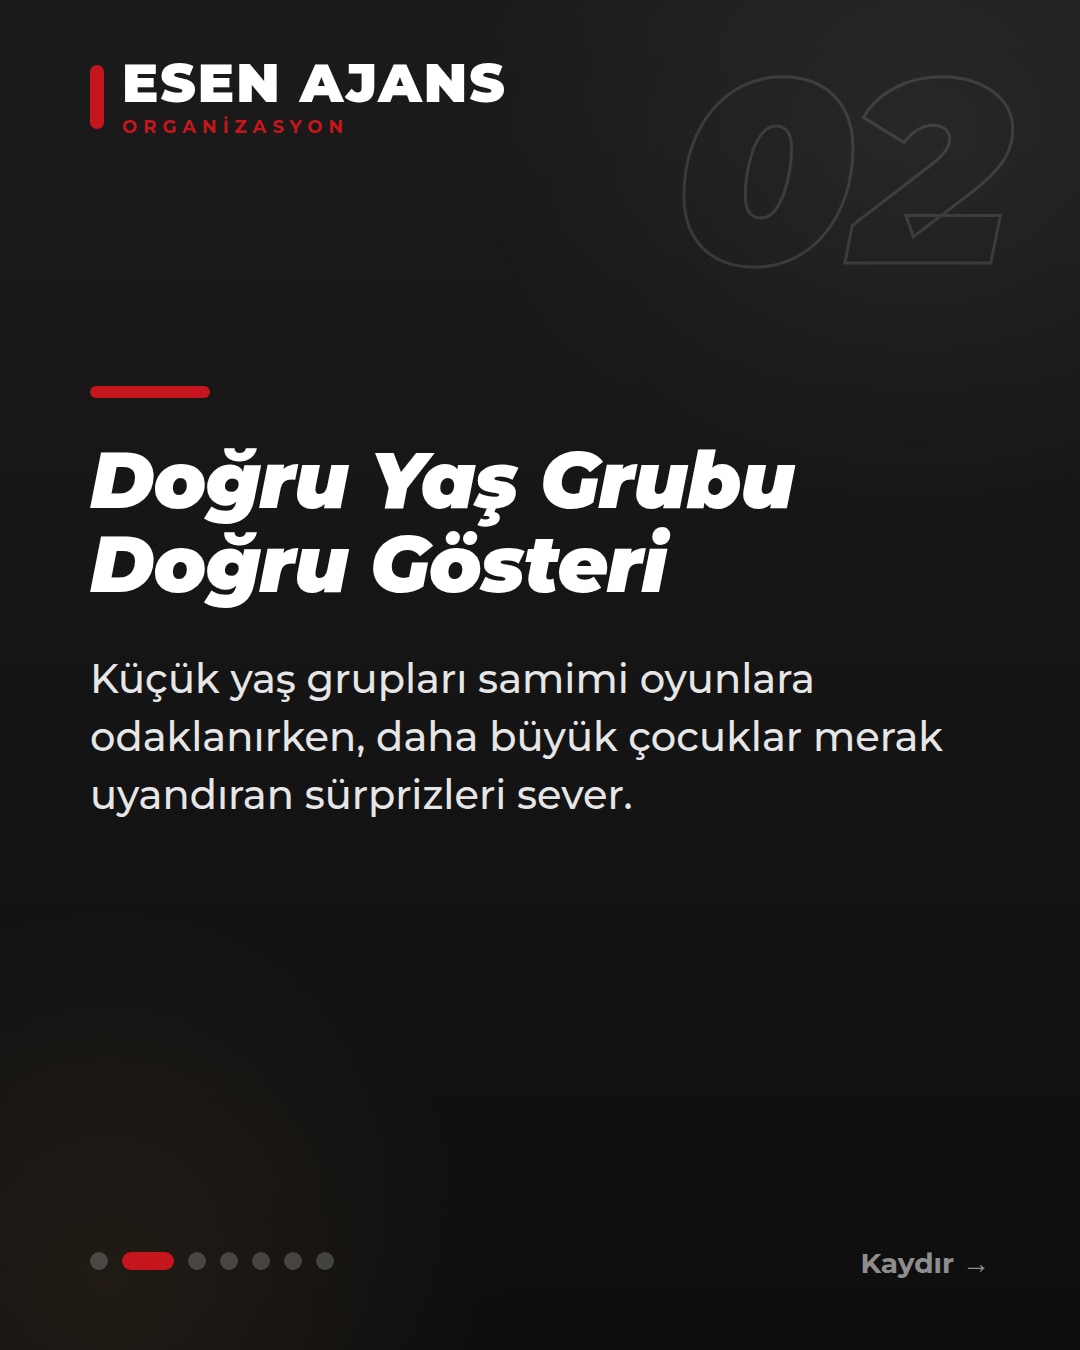 ESEN AJANS
ORGANİZASYON
02
Doğru Yaş Grubu
Doğru Gösteri
Küçük yaş grupları samimi oyunlara
odaklanırken, daha büyük çocuklar merak
uyandıran sürprizleri sever.
Kaydır →